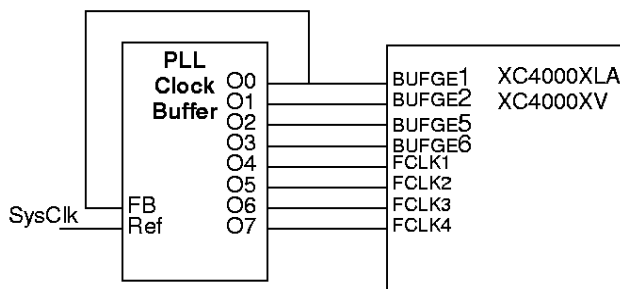 PLL
Clock
Buffer
O0
O1
O2
O3
O4
O5
O6
O7
FB
Ref
SysClk
BUFGE1
BUFGE2
BUFGE5
BUFGE6
FCLK1
FCLK2
FCLK3
FCLK4
XC4000XLA
XC4000XV